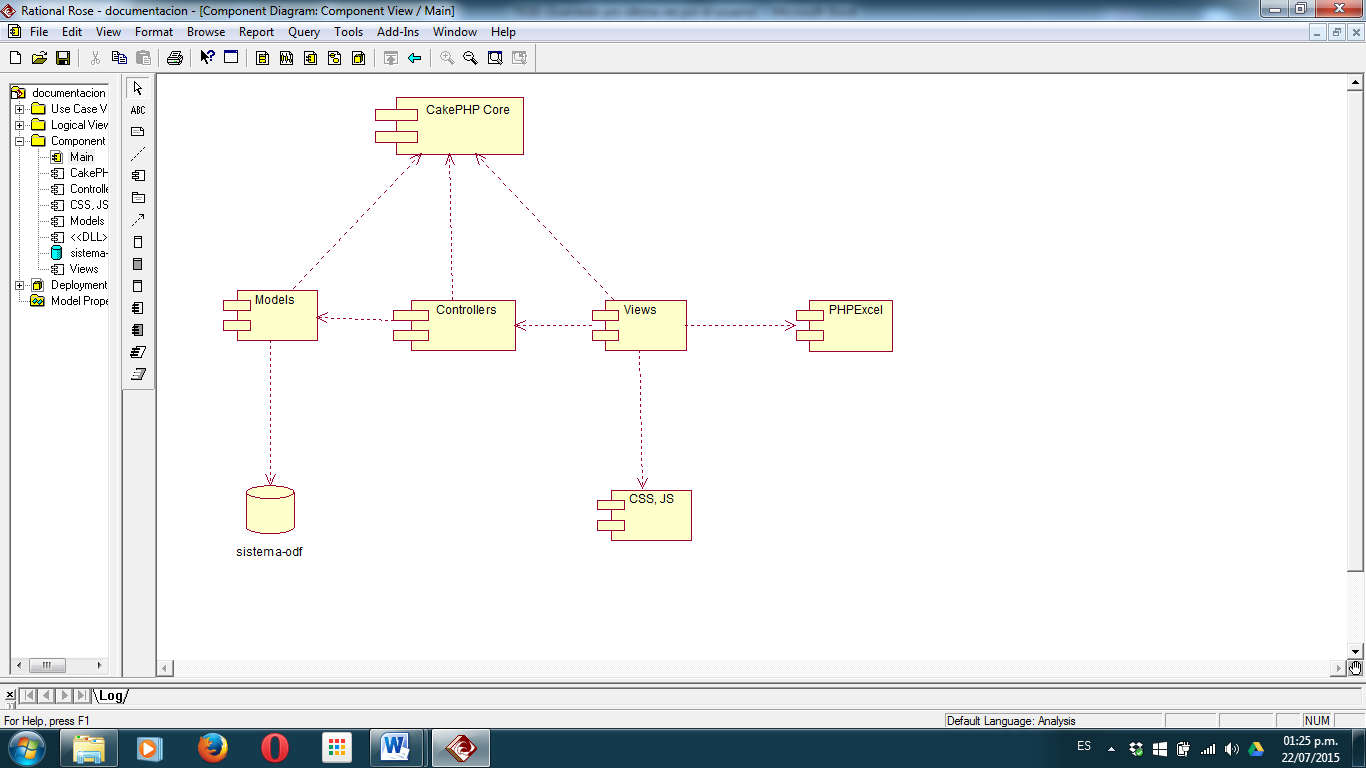 Rational Rose - documentacion - [Component Diagram: Component View / Main]
File Edit View Format Browse Report Query Tools Add-Ins Window Help
documentacion
Use Case V
Logical View
Component
Main
CakePH
Controlle
CSS, JS
Models
<<DLL>
sistema-
Views
Deployment
Model Prope
ABC
CakePHP Core
Models
Controllers
Views
PHPExcel
CSS, JS
sistema-odf
Log
For Help, press F1
Default Language: Analysis
NUM
ES
01:25 p.m.
22/07/2015